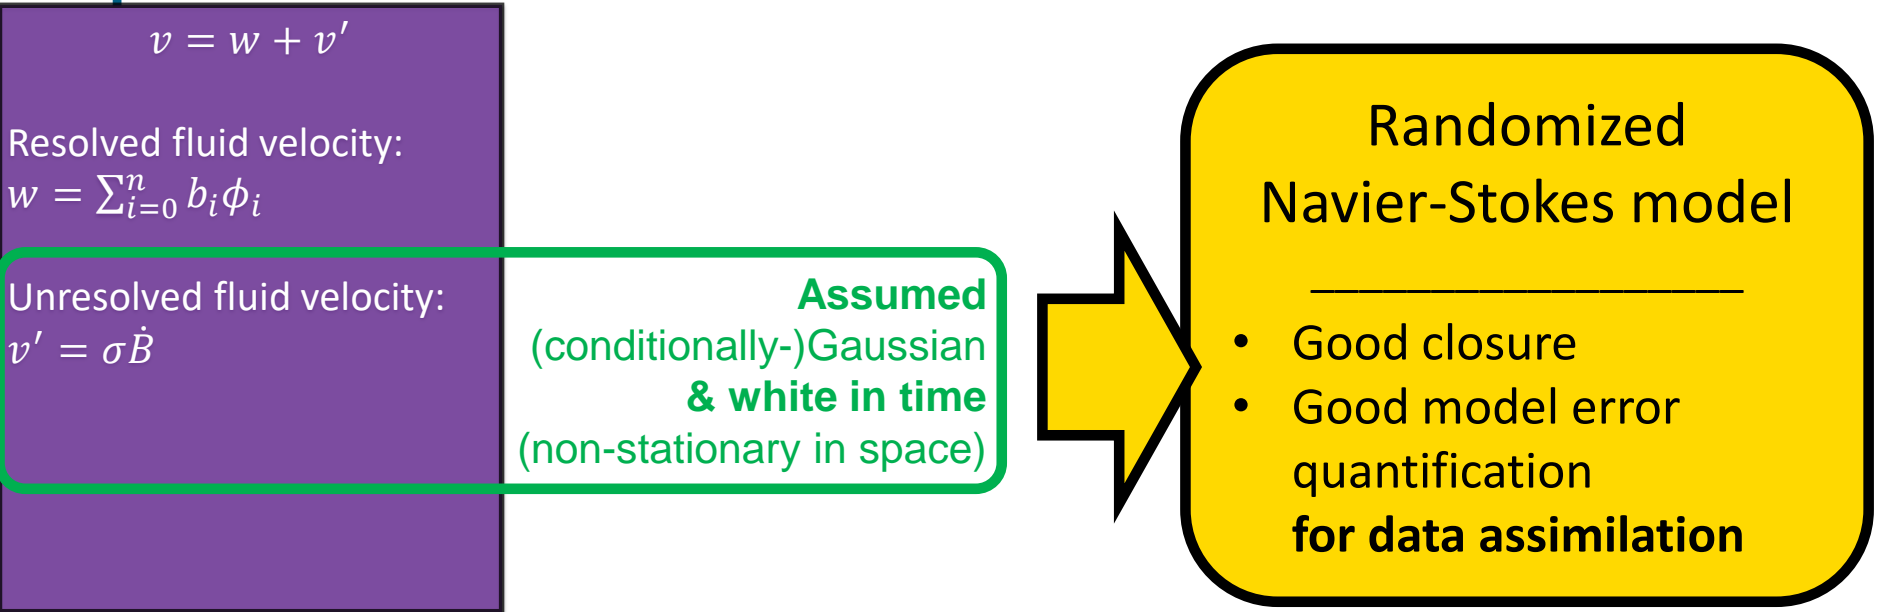 v = w + v′
Resolved fluid velocity:
w = ∑ⁿᵢ₌₀ bᵢϕᵢ
Unresolved fluid velocity:
v′ = σḂ
Assumed
(conditionally-)Gaussian
& white in time
(non-stationary in space)
Randomized
Navier-Stokes model
• Good closure
• Good model error
quantification
for data assimilation